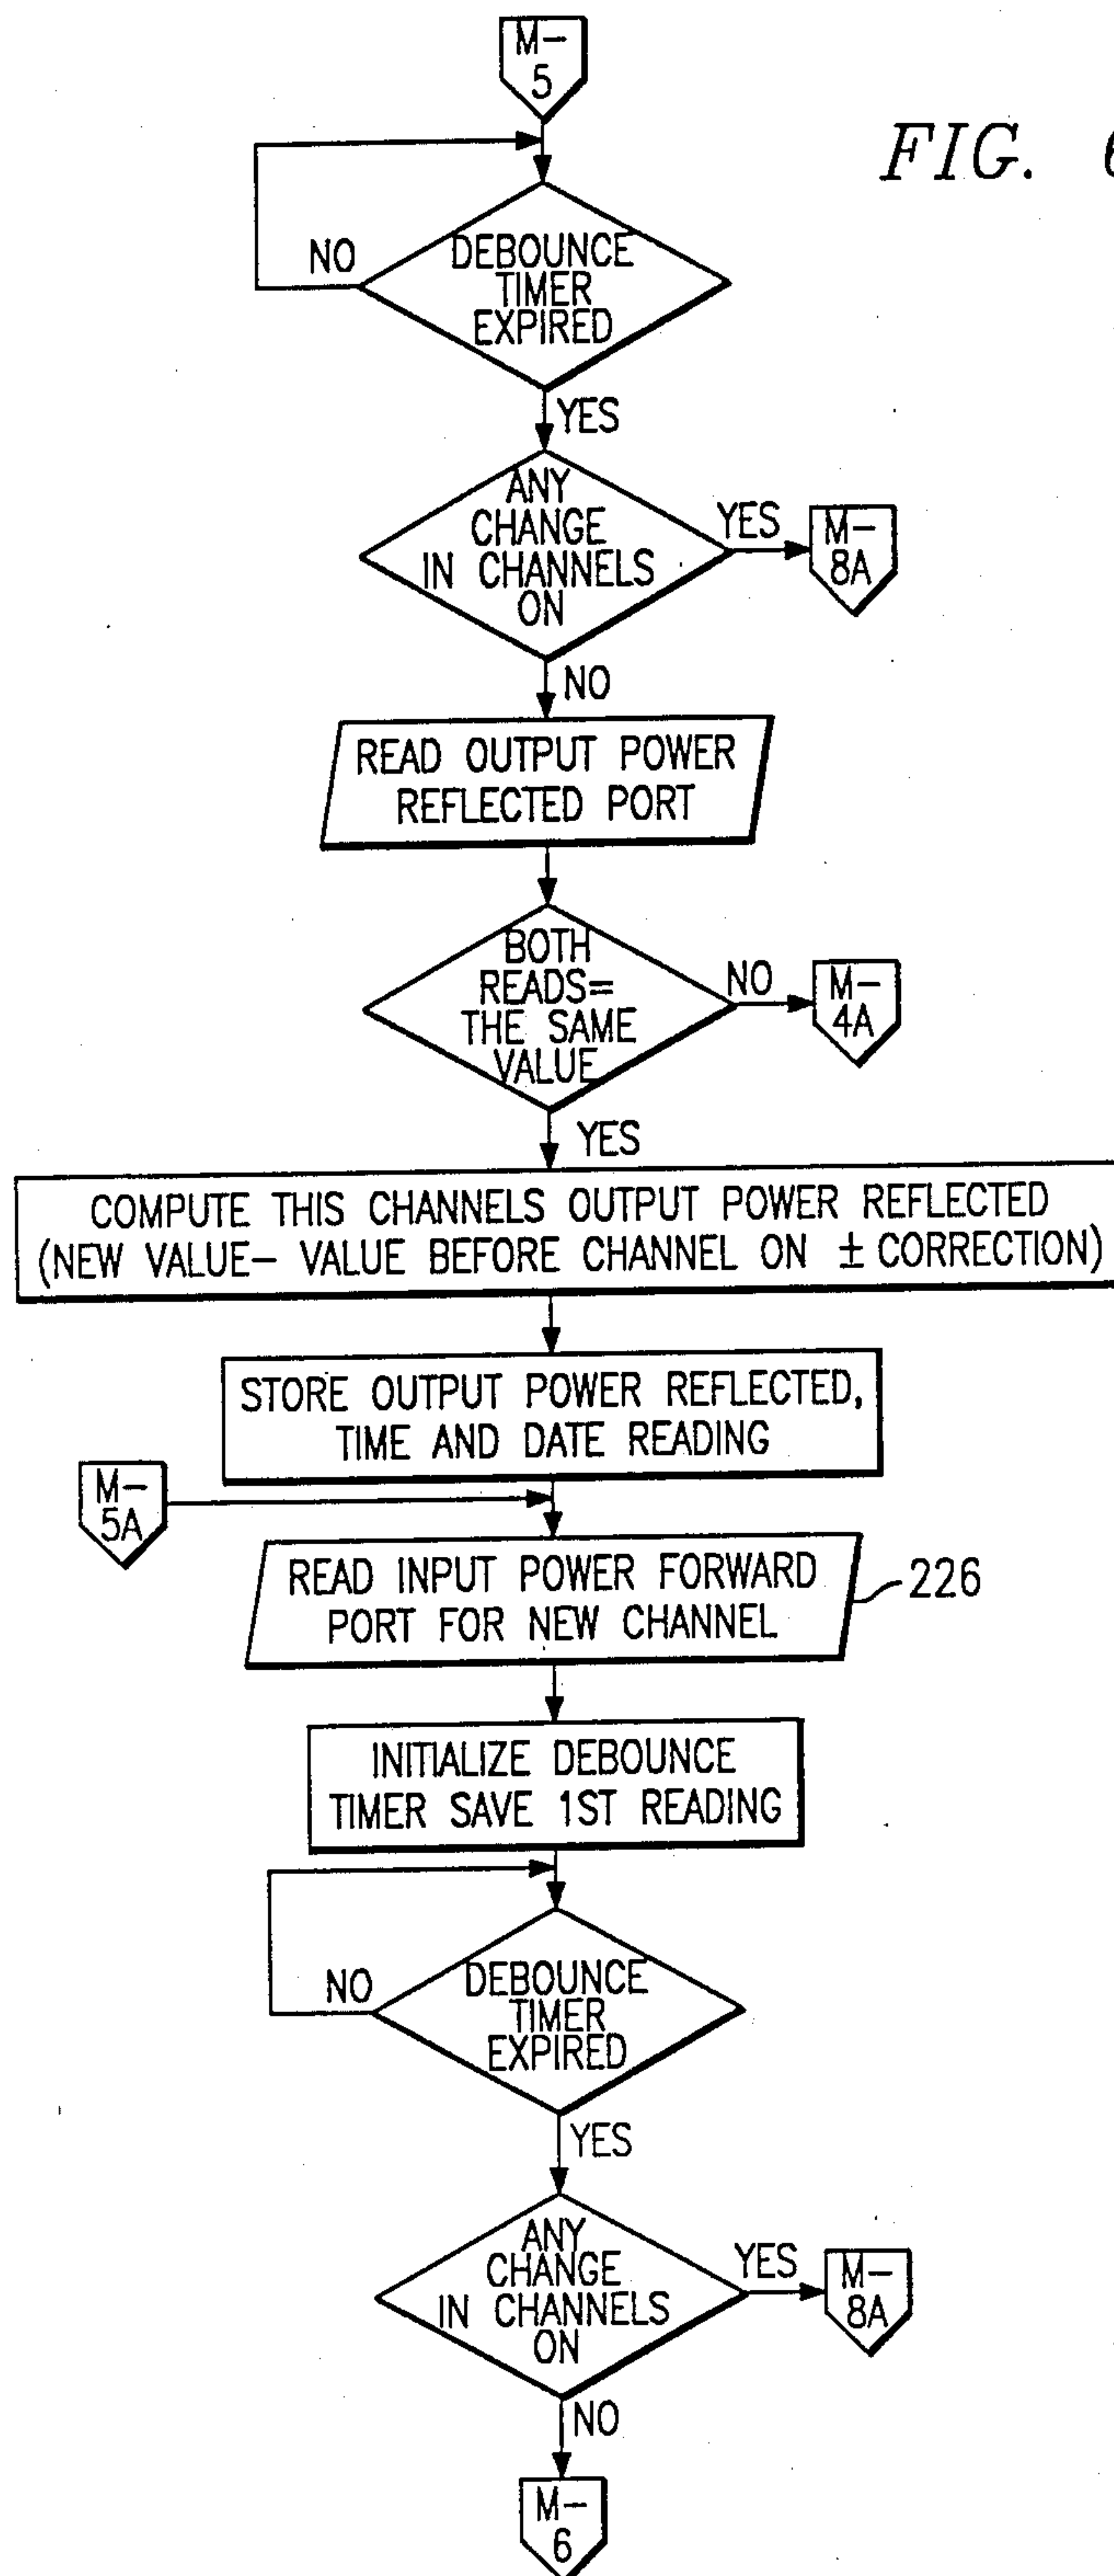 M-
5
FIG. 6
NO
DEBOUNCE
TIMER
EXPIRED
YES
ANY
CHANGE
IN CHANNELS
ON
YES
M-
8A
NO
READ OUTPUT POWER
REFLECTED PORT
BOTH
READS=
THE SAME
VALUE
NO
M-
4A
YES
COMPUTE THIS CHANNELS OUTPUT POWER REFLECTED
(NEW VALUE- VALUE BEFORE CHANNEL ON ± CORRECTION)
STORE OUTPUT POWER REFLECTED,
TIME AND DATE READING
M-
5A
READ INPUT POWER FORWARD
PORT FOR NEW CHANNEL
226
INITIALIZE DEBOUNCE
TIMER SAVE 1ST READING
NO
DEBOUNCE
TIMER
EXPIRED
YES
ANY
CHANGE
IN CHANNELS
ON
YES
M-
8A
NO
M-
6